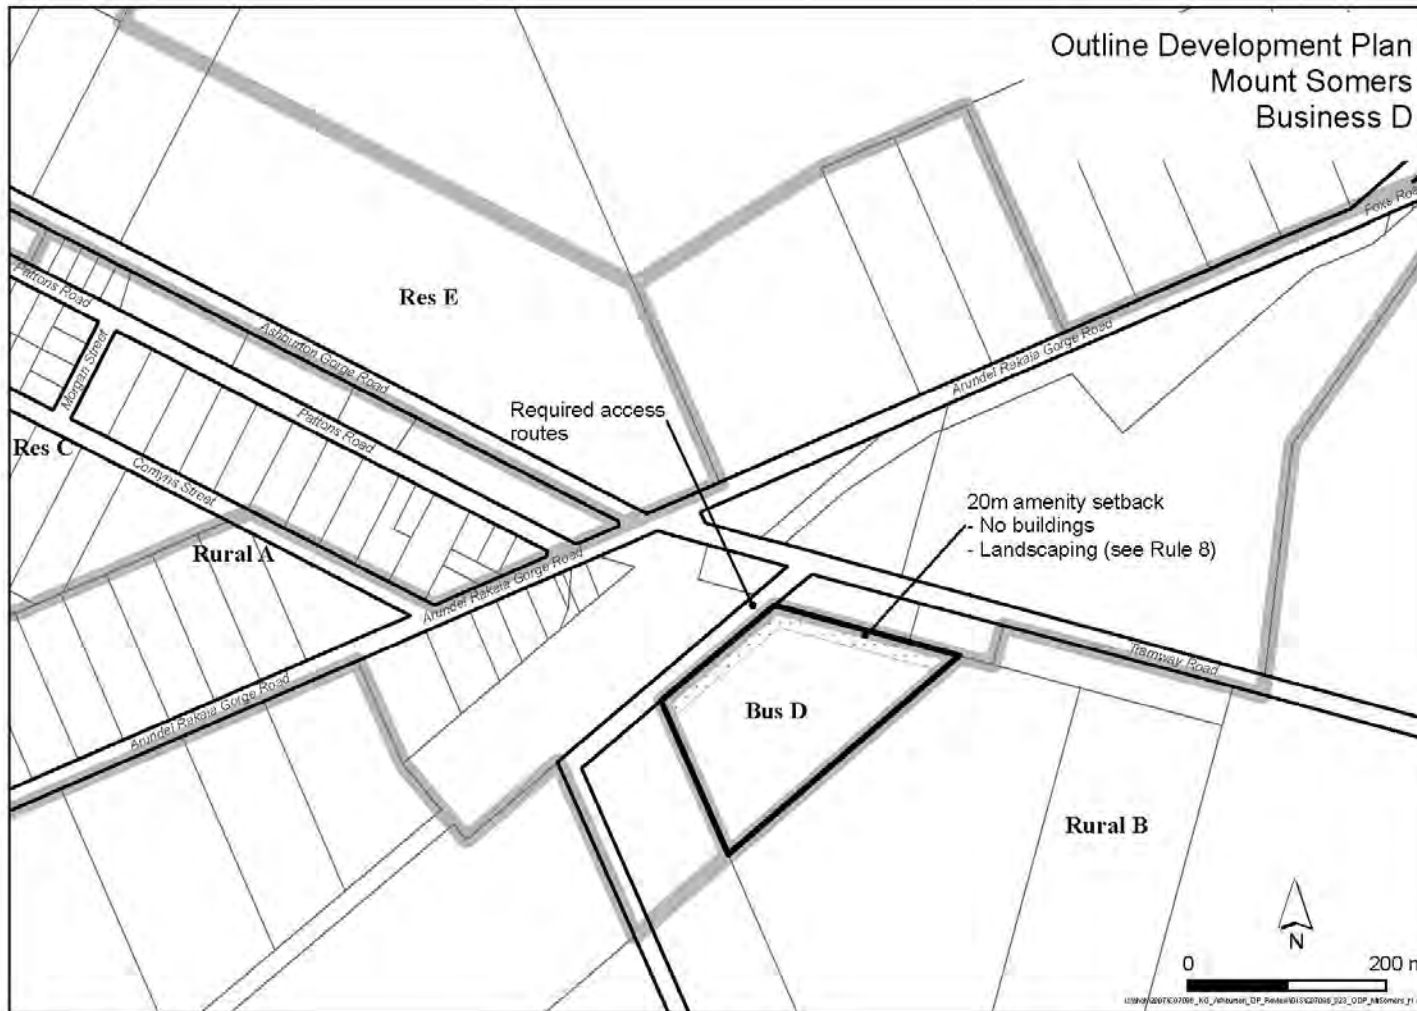 Outline Development Plan
Mount Somers
Business D
Foxs Road
Pattons Road
Res E
Ashburton Gorge Road
Arundel Rakaia Gorge Road
Morgan Street
Required access
routes
Pattons Road
Res C
Comyns Street
20m amenity setback
- No buildings
- Landscaping (see Rule 8)
Rural A
Arundel Rakaia Gorge Road
Tramway Road
Arundel Rakaia Gorge Road
Bus D
Rural B
N
0
200 m